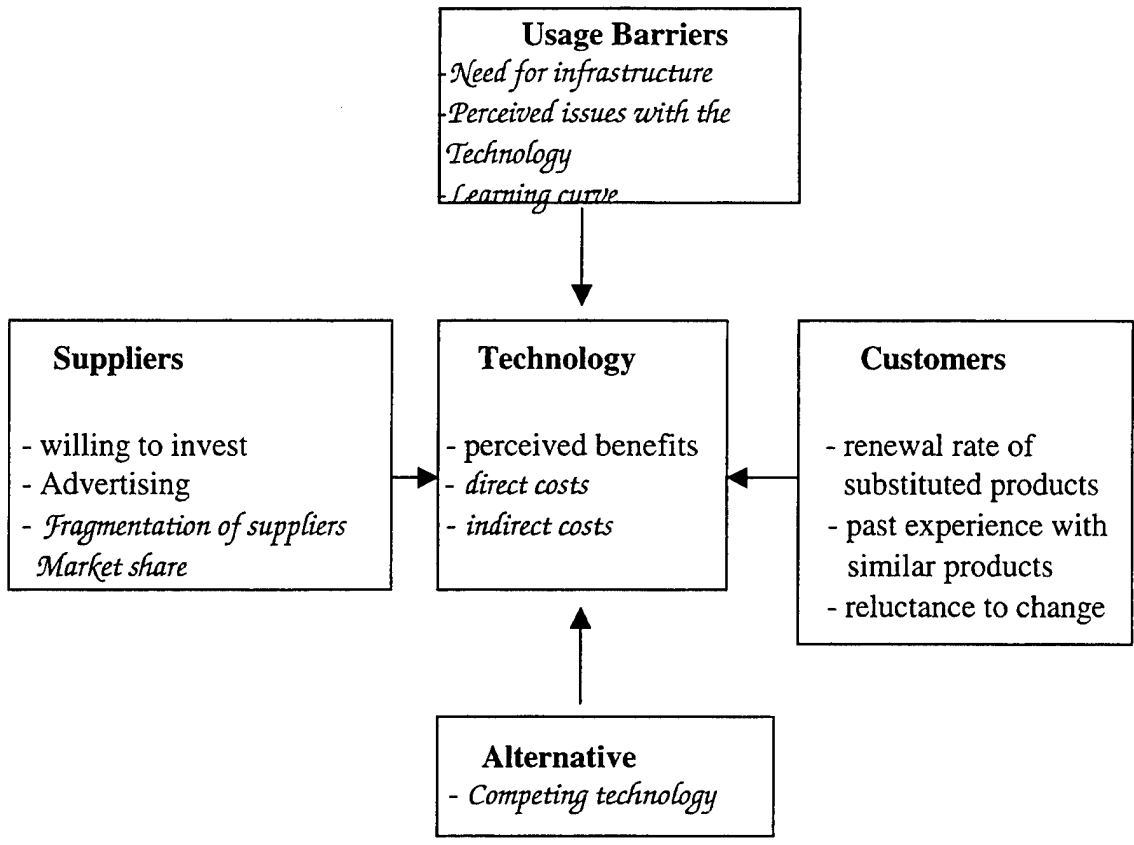 Usage Barriers
- Need for infrastructure
- Perceived issues with the
Technology
- Learning curve
Suppliers
- willing to invest
- Advertising
- Fragmentation of suppliers
Market share
Technology
- perceived benefits
- direct costs
- indirect costs
Customers
- renewal rate of
substituted products
- past experience with
similar products
- reluctance to change
Alternative
- Competing technology